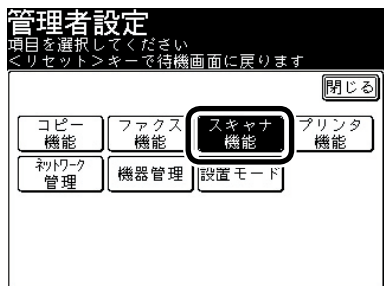 管理者設定
項目を選択してください
<リセット>キーで待機画面に戻ります
閉じる
コピー
機能
ファクス
機能
スキャナ
機能
プリンタ
機能
ネットワーク
管理
機器管理
設置モード